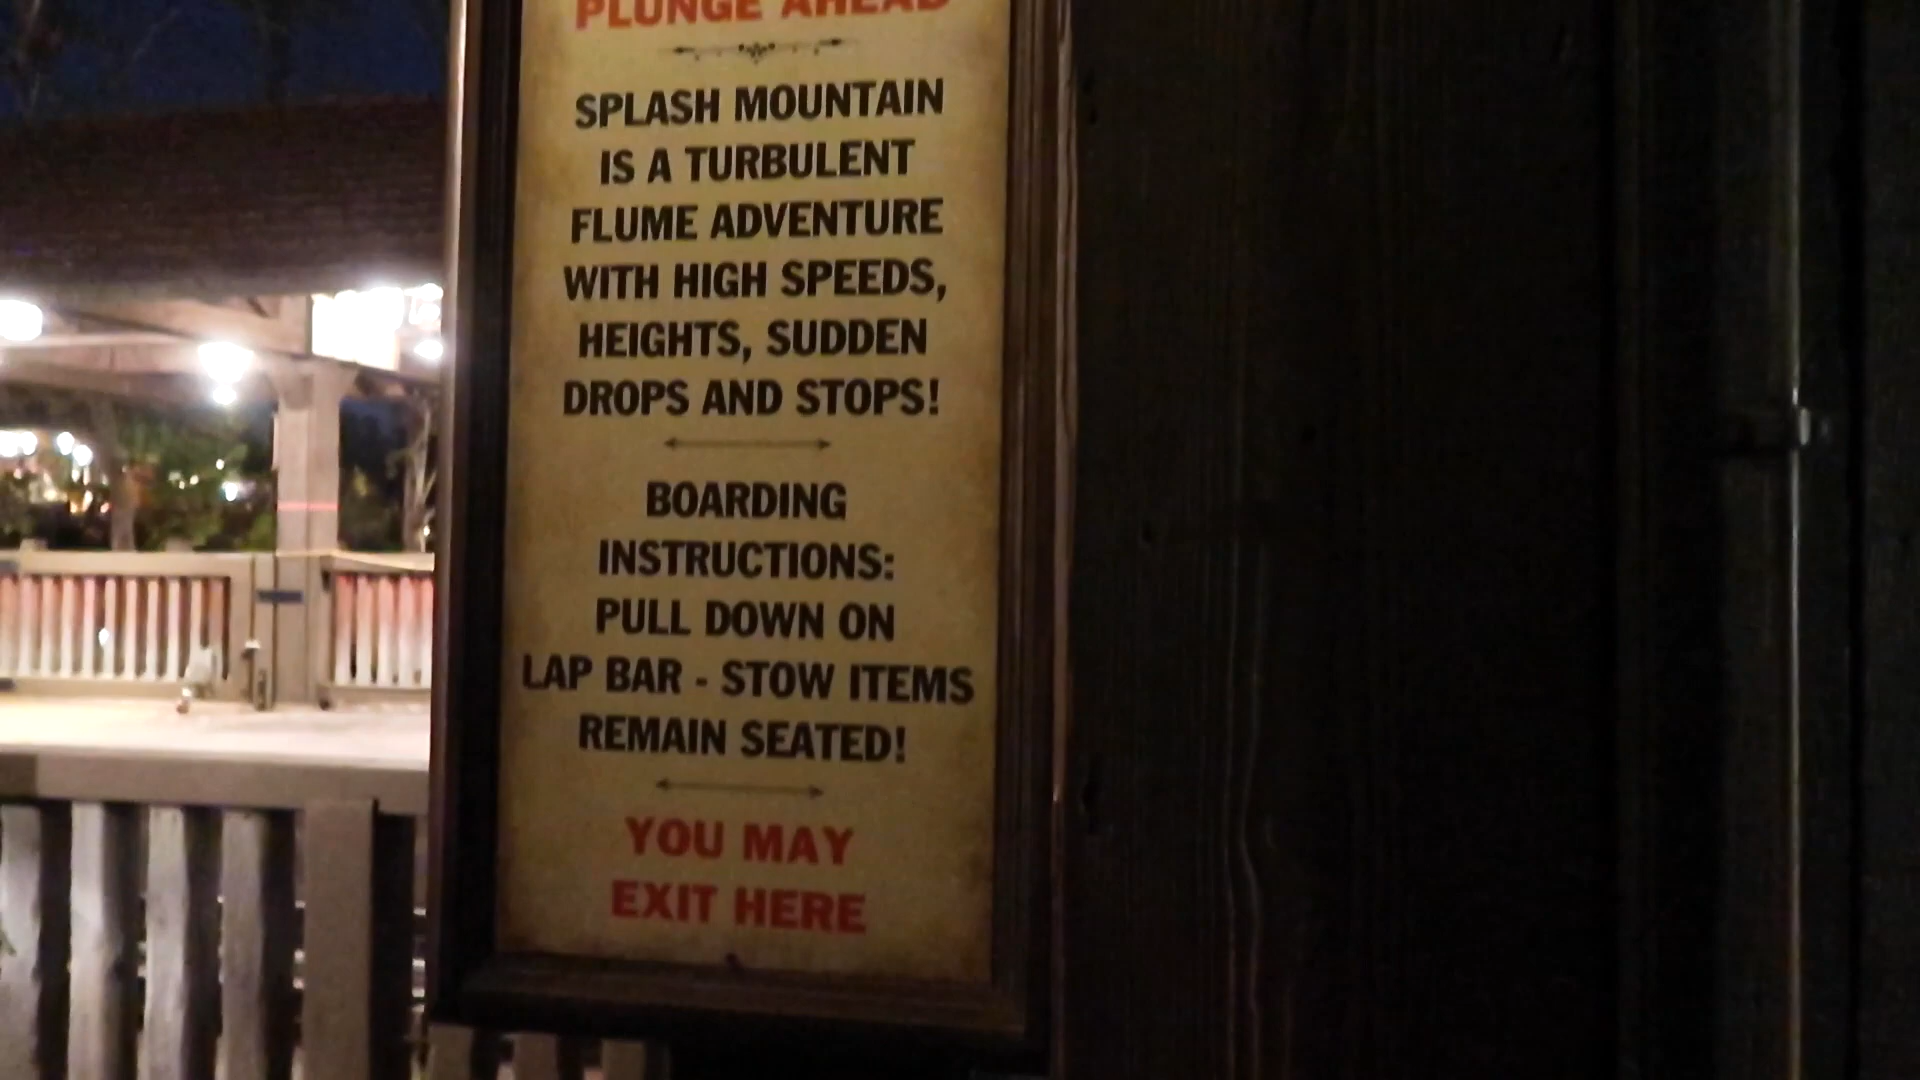 PLUNGE AHEAD
SPLASH MOUNTAIN
IS A TURBULENT
FLUME ADVENTURE
WITH HIGH SPEEDS,
HEIGHTS, SUDDEN
DROPS AND STOPS!
BOARDING
INSTRUCTIONS:
PULL DOWN ON
LAP BAR - STOW ITEMS
REMAIN SEATED!
YOU MAY
EXIT HERE